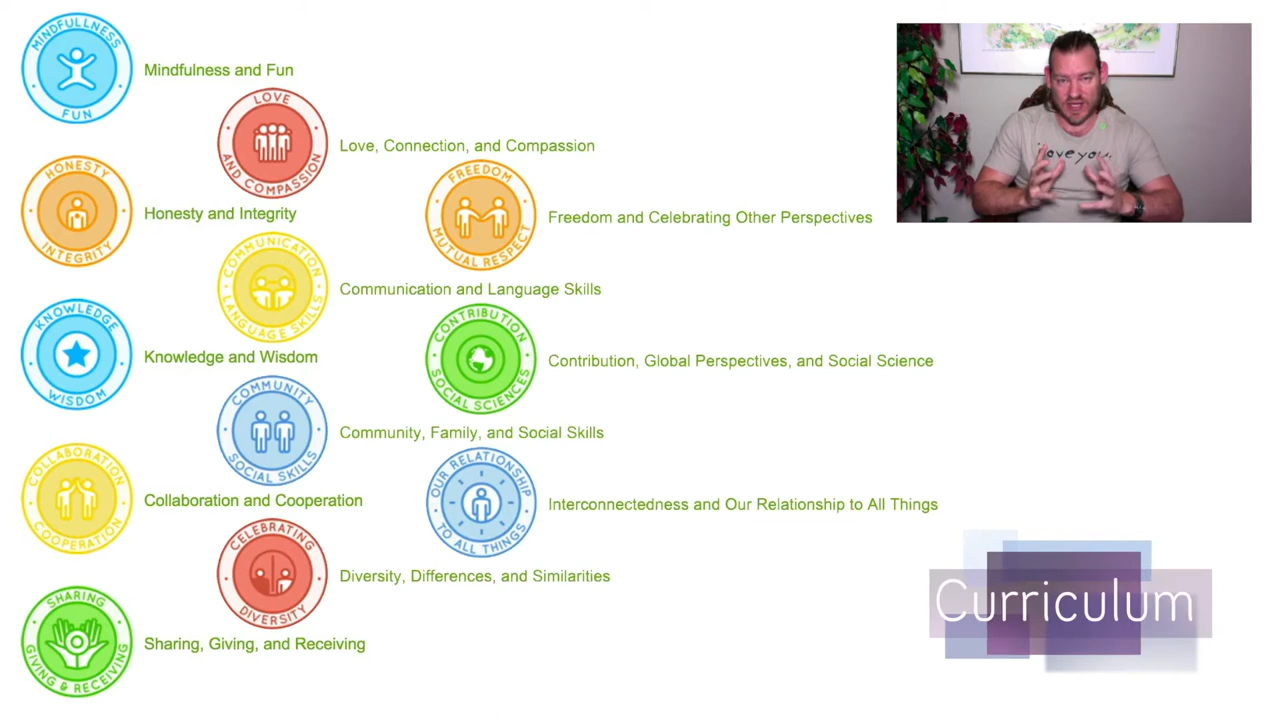 MINDFULLNESS
FUN
Mindfulness and Fun
LOVE
AND COMPASSION
Love, Connection, and Compassion
HONESTY
INTEGRITY
Honesty and Integrity
FREEDOM
MUTUAL RESPECT
Freedom and Celebrating Other Perspectives
COMMUNICATION
LANGUAGE SKILLS
Communication and Language Skills
KNOWLEDGE
WISDOM
Knowledge and Wisdom
CONTRIBUTION
SOCIAL SCIENCES
Contribution, Global Perspectives, and Social Science
COMMUNITY
SOCIAL SKILLS
Community, Family, and Social Skills
COLLABORATION
COOPERATION
Collaboration and Cooperation
OUR RELATIONSHIP
TO ALL THINGS
Interconnectedness and Our Relationship to All Things
CELEBRATING
DIVERSITY
Diversity, Differences, and Similarities
SHARING
GIVING & RECEIVING
Sharing, Giving, and Receiving
i love you.
Curriculum